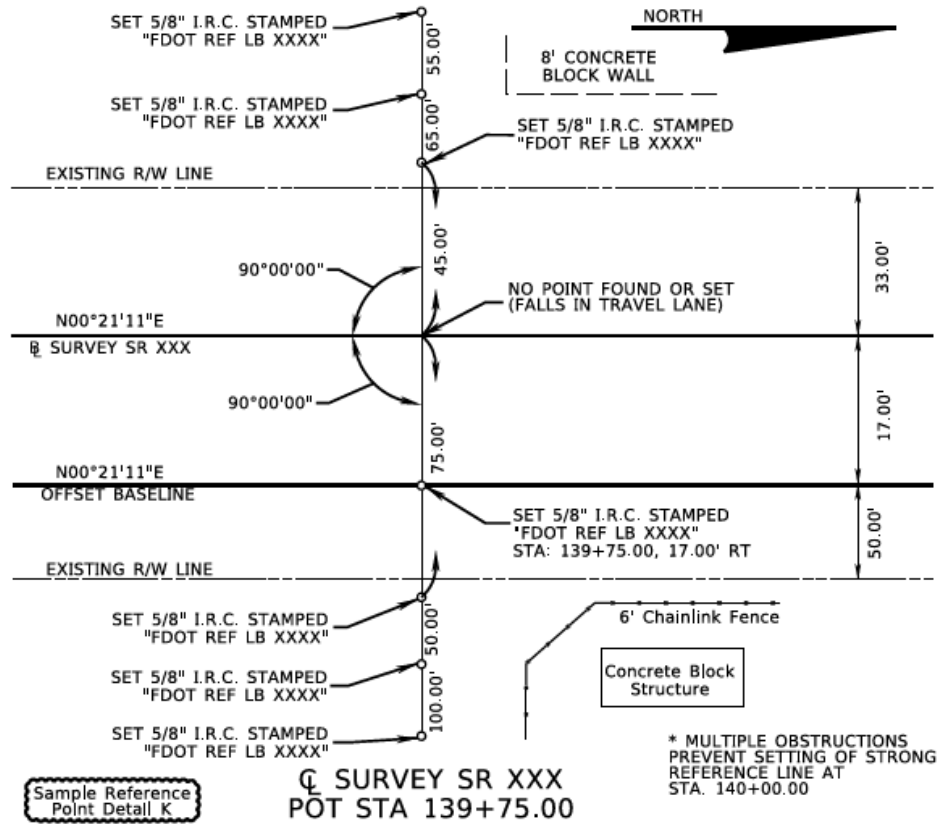 SET 5/8" I.R.C. STAMPED
"FDOT REF LB XXXX"
55.00'
NORTH
8' CONCRETE
BLOCK WALL
SET 5/8" I.R.C. STAMPED
"FDOT REF LB XXXX"
65.00'
SET 5/8" I.R.C. STAMPED
"FDOT REF LB XXXX"
EXISTING R/W LINE
45.00'
33.00'
90°00'00"
NO POINT FOUND OR SET
(FALLS IN TRAVEL LANE)
N00°21'11"E
℄ SURVEY SR XXX
90°00'00"
75.00'
17.00'
N00°21'11"E
OFFSET BASELINE
SET 5/8" I.R.C. STAMPED
"FDOT REF LB XXXX"
STA: 139+75.00, 17.00' RT
50.00'
EXISTING R/W LINE
SET 5/8" I.R.C. STAMPED
"FDOT REF LB XXXX"
50.00'
6' Chainlink Fence
SET 5/8" I.R.C. STAMPED
"FDOT REF LB XXXX"
Concrete Block
Structure
100.00'
SET 5/8" I.R.C. STAMPED
"FDOT REF LB XXXX"
* MULTIPLE OBSTRUCTIONS
PREVENT SETTING OF STRONG
REFERENCE LINE AT
STA. 140+00.00
Sample Reference
Point Detail K
℄ SURVEY SR XXX
POT STA 139+75.00